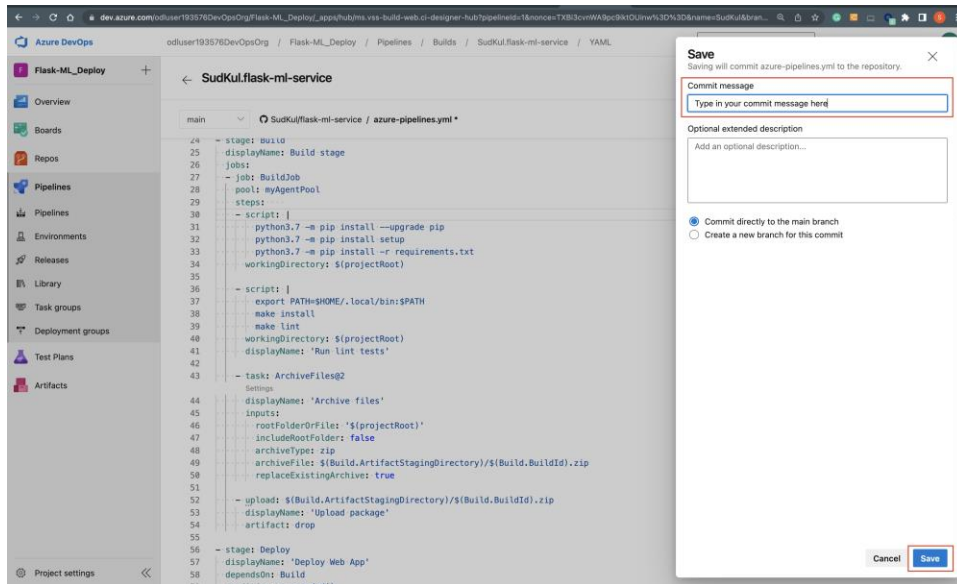 dev.azure.com/odluser193576DevOpsOrg/Flask-ML_Deploy/_apps/hub/ms.vss-build-web.ci-designer-hub?pipelineId=1&nonce=
Azure DevOps
odluser193576DevOpsOrg / Flask-ML_Deploy / Pipelines / Builds / SudKul.flask-ml-service / YAML
F Flask-ML_Deploy +
Overview
Boards
Repos
Pipelines
Pipelines
Environments
Releases
Library
Task groups
Deployment groups
Test Plans
Artifacts
Project settings
← SudKul.flask-ml-service
main SudKul/flask-ml-service / azure-pipelines.yml *
24 - stage: Build
25 displayName: Build stage
26 jobs:
27 - job: BuildJob
28 pool: myAgentPool
29 steps:
30 - script: |
31 python3.7 -m pip install --upgrade pip
32 python3.7 -m pip install setup
33 python3.7 -m pip install -r requirements.txt
34 workingDirectory: $(projectRoot)
35
36 - script: |
37 export PATH=$HOME/.local/bin:$PATH
38 make install
39 make lint
40 workingDirectory: $(projectRoot)
41 displayName: 'Run lint tests'
42
43 - task: ArchiveFiles@2
Settings
44 displayName: 'Archive files'
45 inputs:
46 rootFolderOrFile: '$(projectRoot)'
47 includeRootFolder: false
48 archiveType: zip
49 archiveFile: $(Build.ArtifactStagingDirectory)/$(Build.BuildId).zip
50 replaceExistingArchive: true
51
52 - upload: $(Build.ArtifactStagingDirectory)/$(Build.BuildId).zip
53 displayName: 'Upload package'
54 artifact: drop
55
56 - stage: Deploy
57 displayName: 'Deploy Web App'
58 dependsOn: Build
Save
Saving will commit azure-pipelines.yml to the repository.
Commit message
Type in your commit message here
Optional extended description
Add an optional description...
Commit directly to the main branch
Create a new branch for this commit
Cancel Save